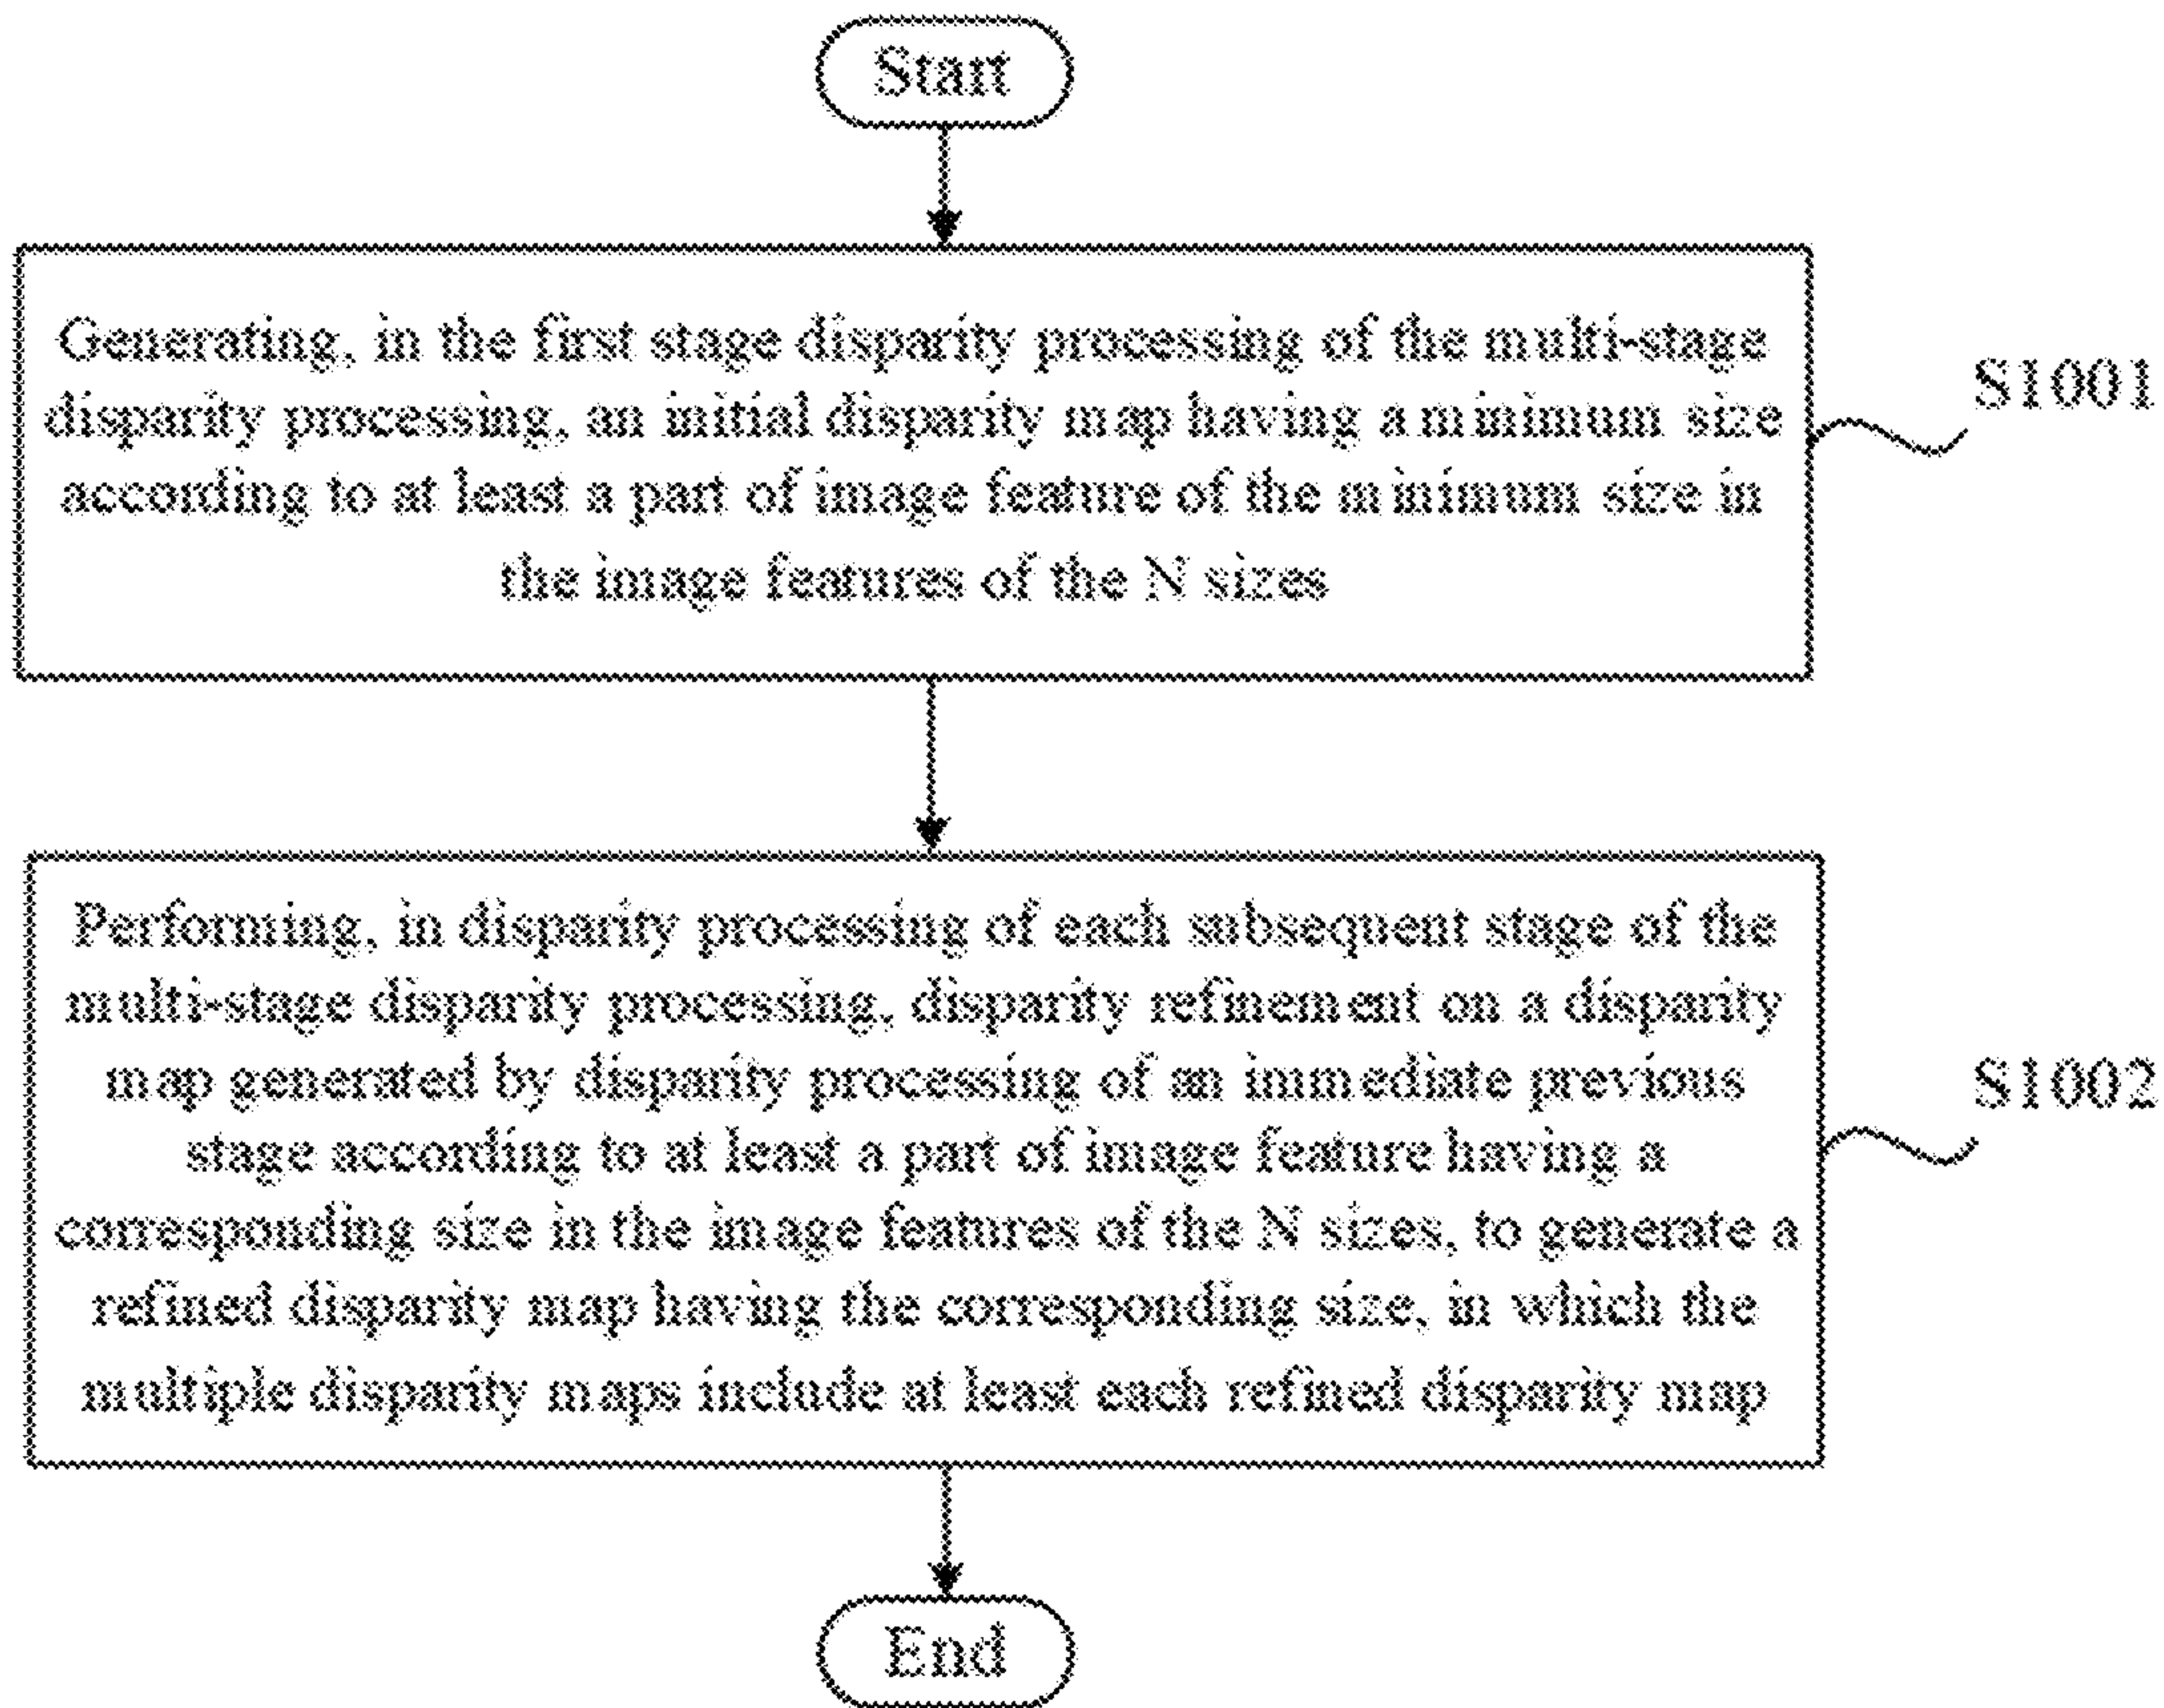 Start
Generating, in the first stage disparity processing of the multi-stage
disparity processing, an initial disparity map having a minimum size
according to at least a part of image feature of the minimum size in
the image features of the N sizes
S1001
Performing, in disparity processing of each subsequent stage of the
multi-stage disparity processing, disparity refinement on a disparity
map generated by disparity processing of an immediate previous
stage according to at least a part of image feature having a
corresponding size in the image features of the N sizes, to generate a
refined disparity map having the corresponding size, in which the
multiple disparity maps include at least each refined disparity map
S1002
End